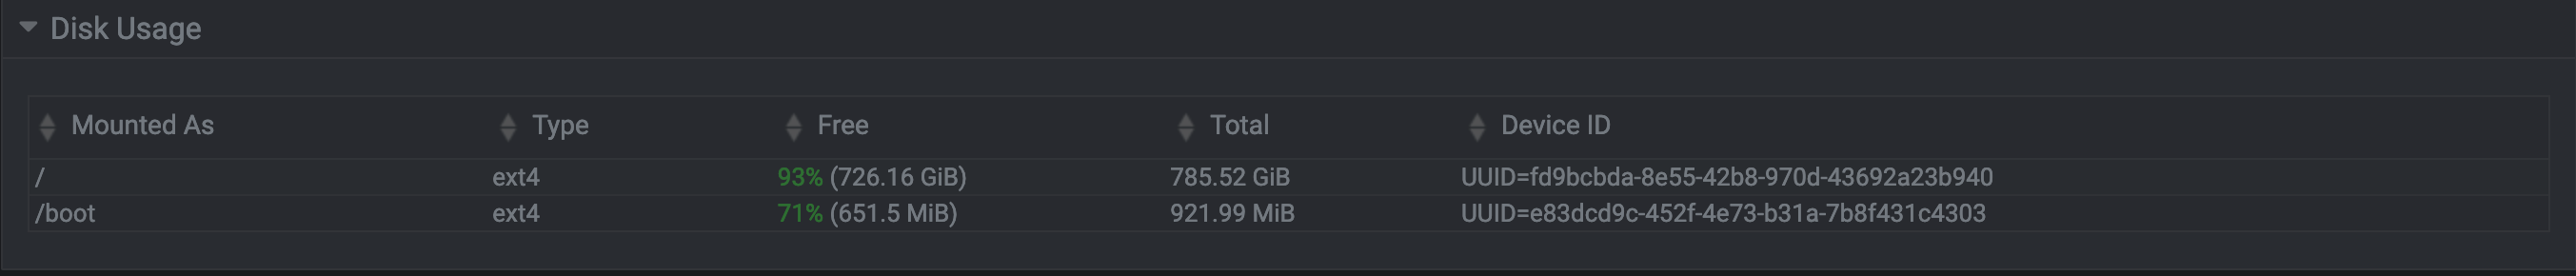 Disk Usage
Mounted As Type Free Total Device ID
/ ext4 93% (726.16 GiB) 785.52 GiB UUID=fd9bcbda-8e55-42b8-970d-43692a23b940
/boot ext4 71% (651.5 MiB) 921.99 MiB UUID=e83dcd9c-452f-4e73-b31a-7b8f431c4303